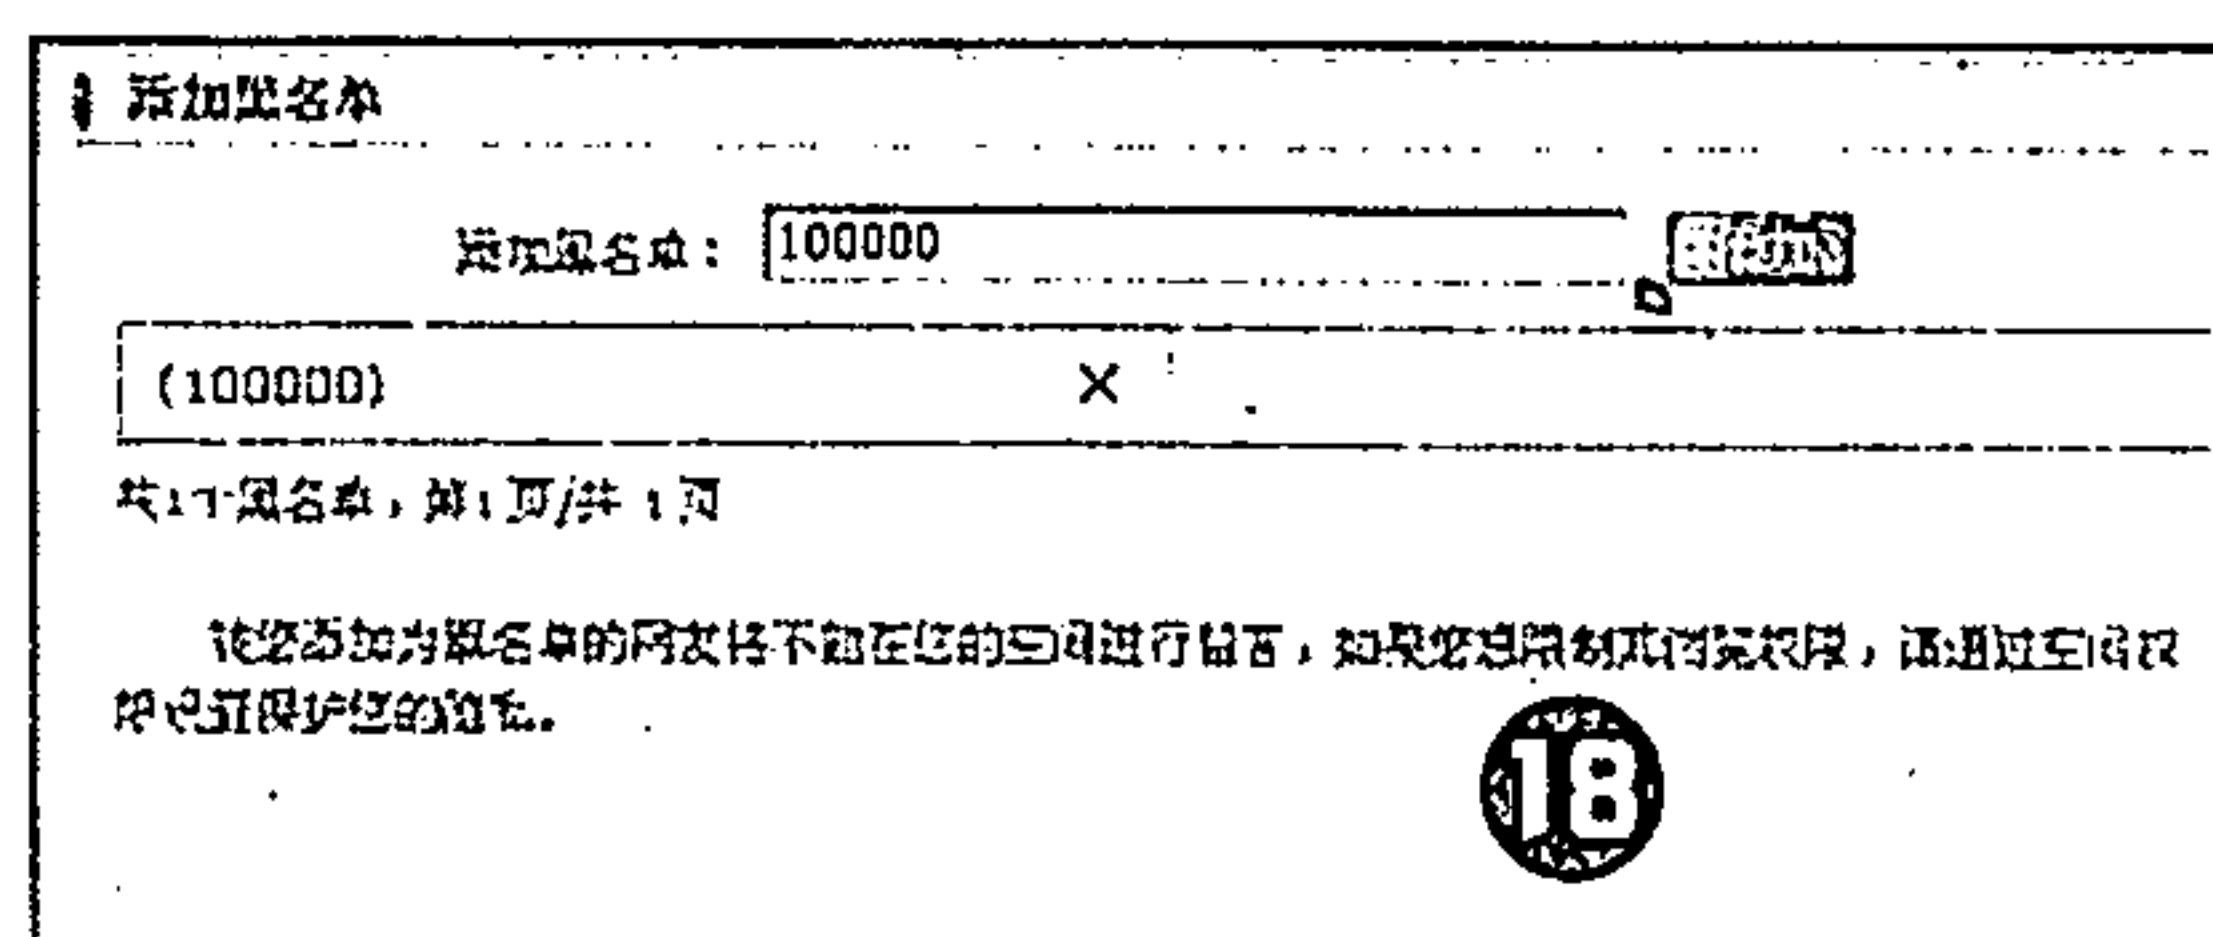 添加黑名单
添加黑名单：100000 添加
(100000) ×
共1个黑名单，第1页/共1页
被您添加为黑名单的网友将不能在您的空间进行留言，如果您想限制其访问权限，请通过空间权
限设置保护您的隐私。
18